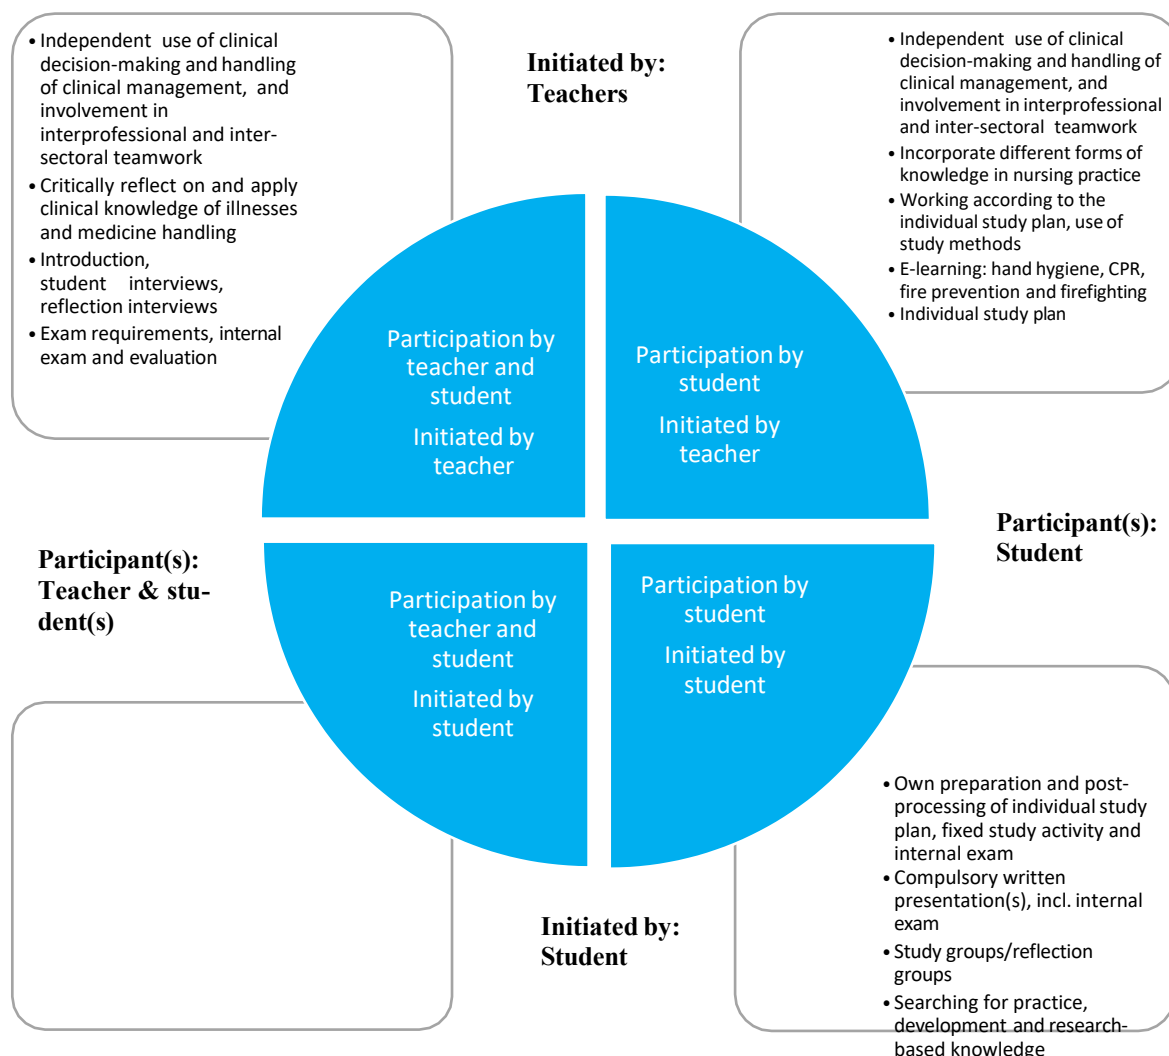 • Independent use of clinical
decision-making and handling
of clinical management, and
involvement in
interprofessional and inter-
sectoral teamwork
• Critically reflect on and apply
clinical knowledge of illnesses
and medicine handling
• Introduction,
student interviews,
reflection interviews
• Exam requirements, internal
exam and evaluation
Initiated by:
Teachers
• Independent use of clinical
decision-making and handling of
clinical management, and
involvement in interprofessional
and inter-sectoral teamwork
• Incorporate different forms of
knowledge in nursing practice
• Working according to the
individual study plan, use of
study methods
• E-learning: hand hygiene, CPR,
fire prevention and firefighting
• Individual study plan
Participation by
teacher and
student
Initiated by
teacher
Participation by
student
Initiated by
teacher
Participant(s):
Teacher & stu-
dent(s)
Participant(s):
Student
Participation by
teacher and
student
Initiated by
student
Participation by
student
Initiated by
student
Initiated by:
Student
• Own preparation and post-
processing of individual study
plan, fixed study activity and
internal exam
• Compulsory written
presentation(s), incl. internal
exam
• Study groups/reflection
groups
• Searching for practice,
development and research-
based knowledge